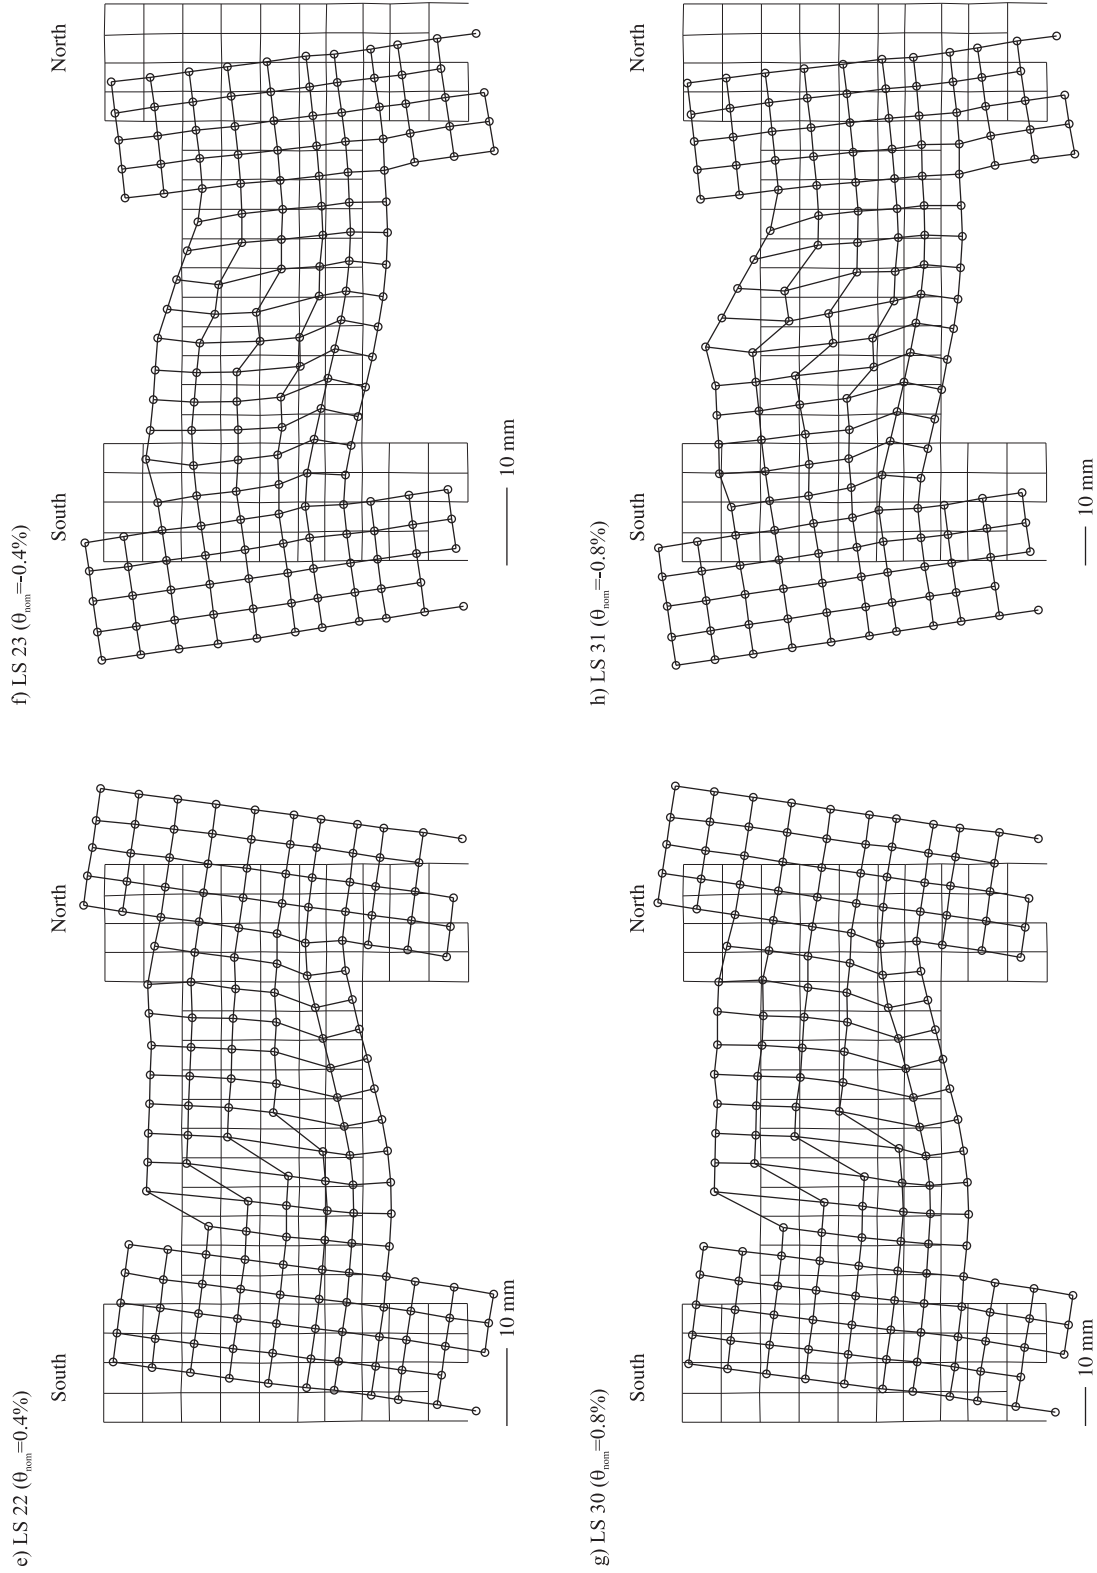 e) LS 22 (θnom=0.4%)
South
North
10 mm
f) LS 23 (θnom=-0.4%)
South
North
10 mm
g) LS 30 (θnom=0.8%)
South
North
10 mm
h) LS 31 (θnom=-0.8%)
South
North
10 mm